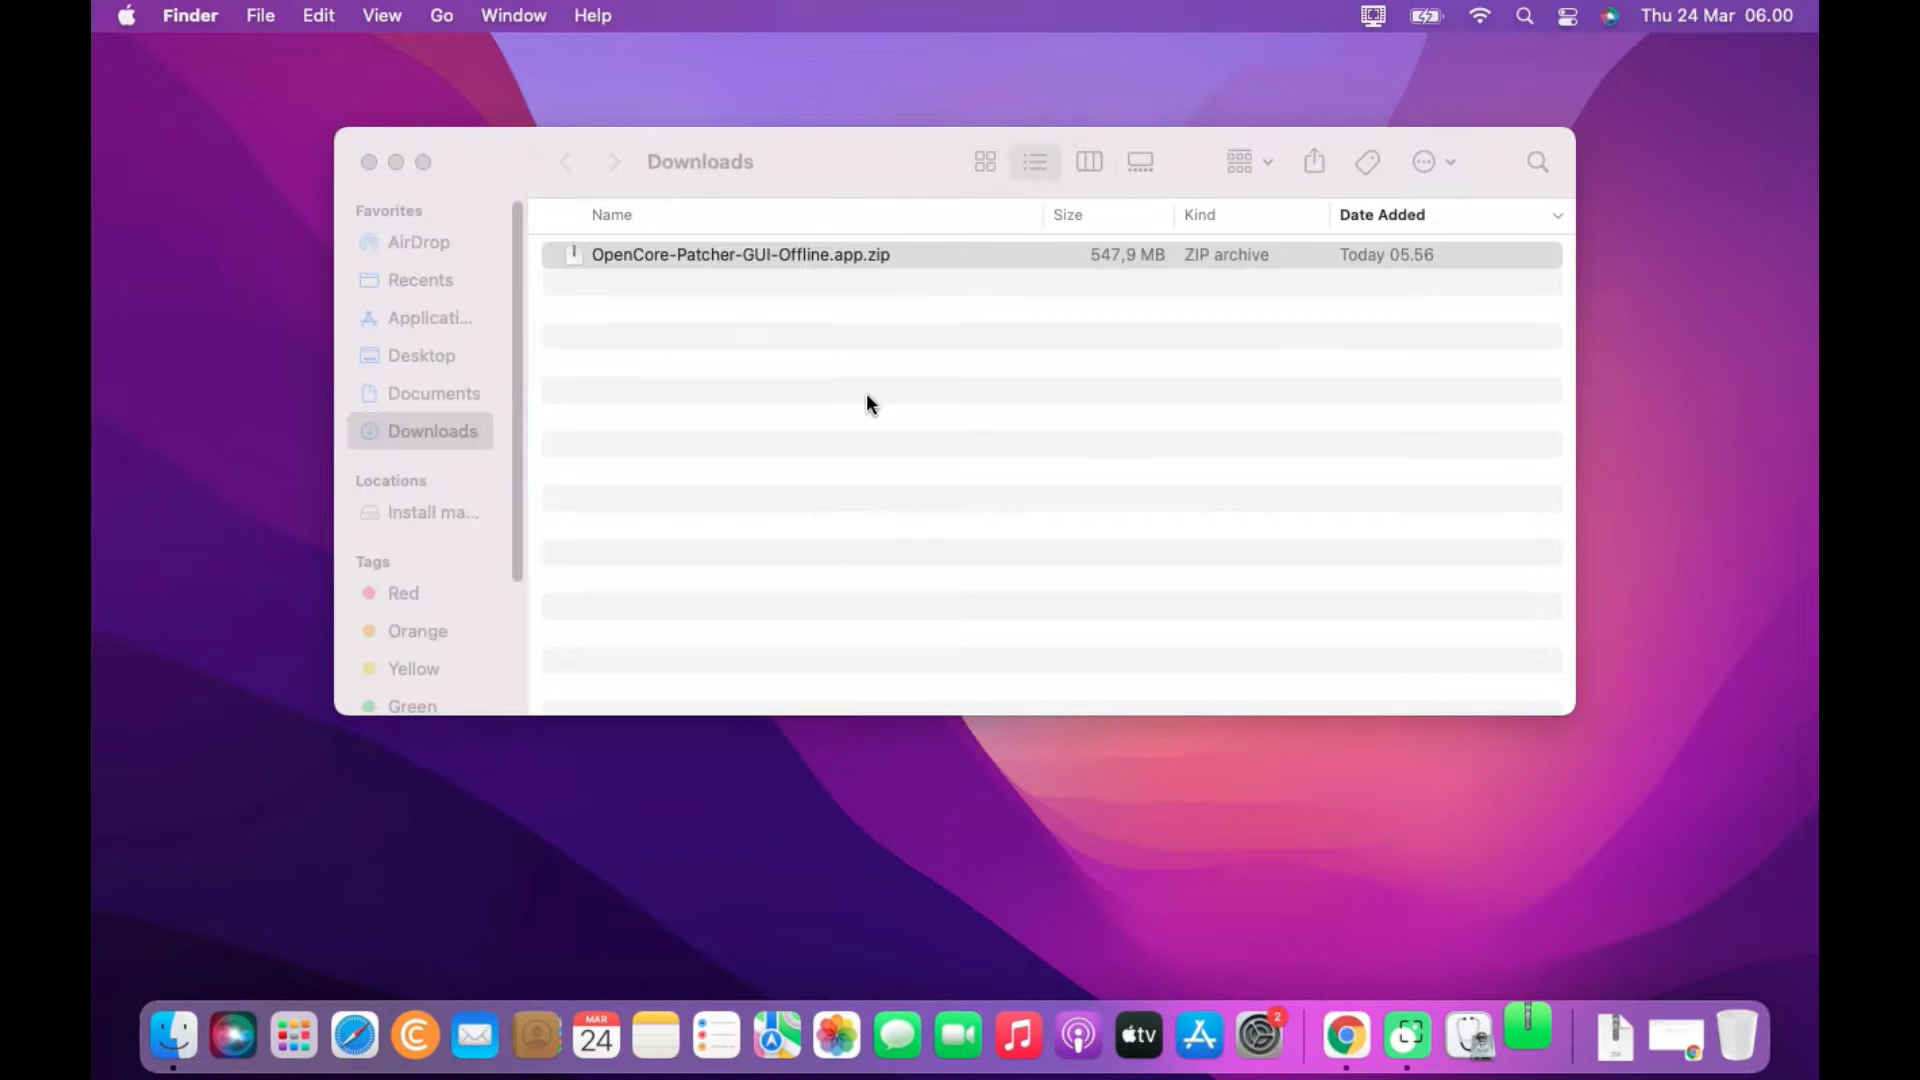 Finder File Edit View Go Window Help Thu 24 Mar 06.00
Downloads
Favorites
AirDrop
Recents
Applicati...
Desktop
Documents
Downloads
Locations
Install ma...
Tags
Red
Orange
Yellow
Green
Name Size Kind Date Added
OpenCore-Patcher-GUI-Offline.app.zip 547,9 MB ZIP archive Today 05.56
MAR
24
tv
2
ZIP